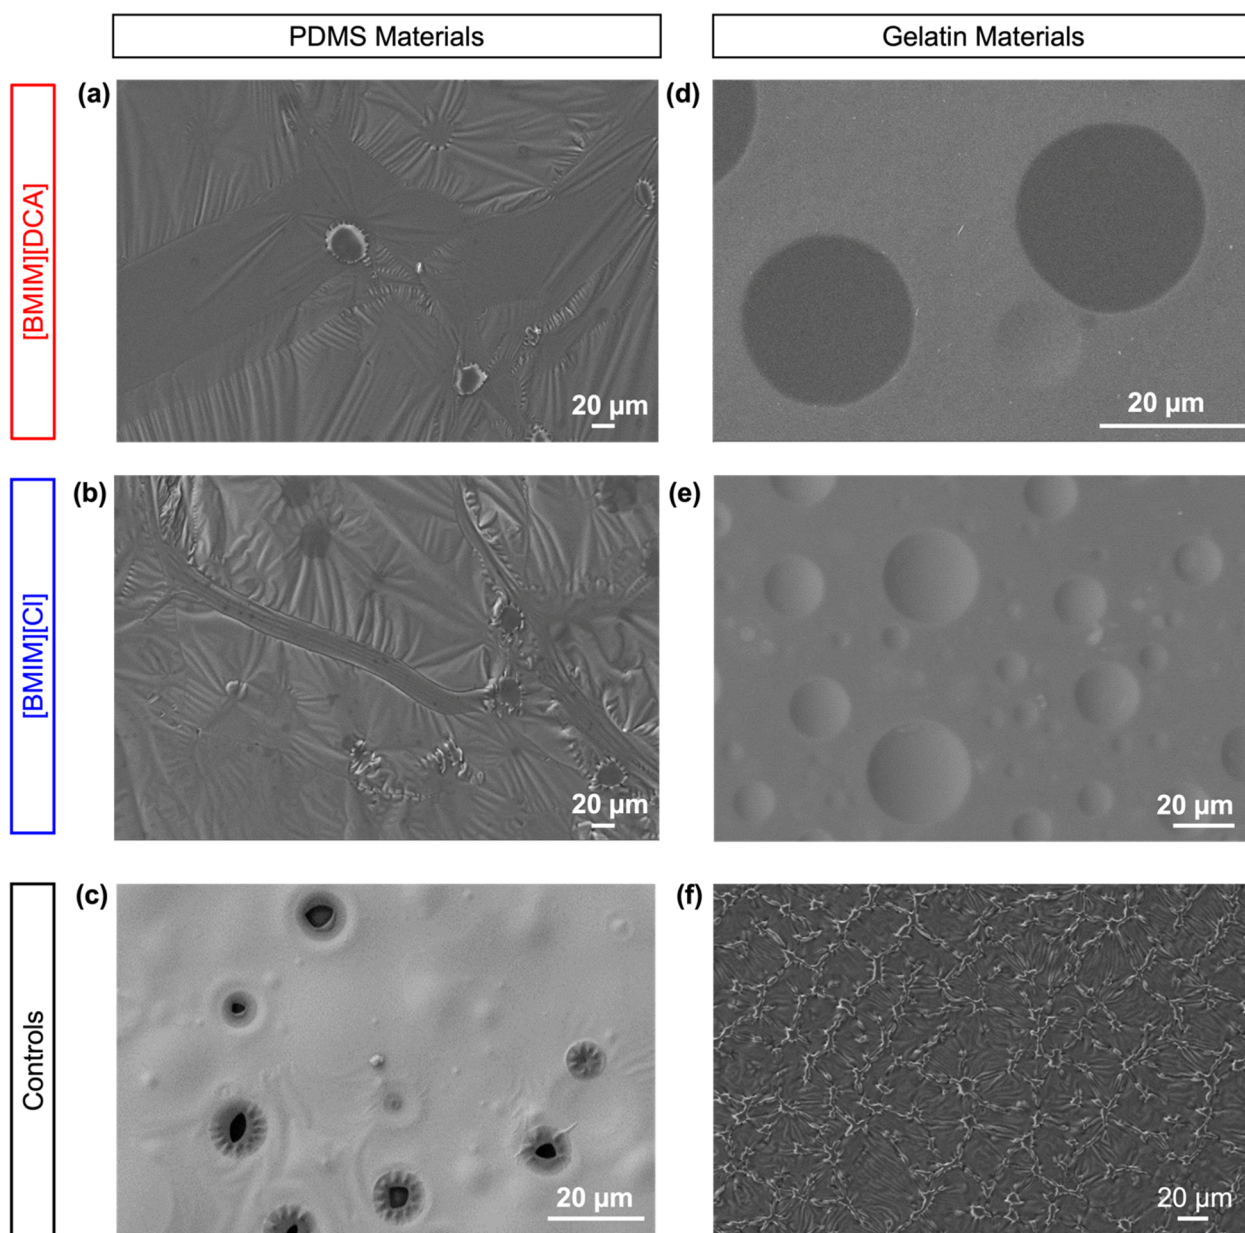 PDMS Materials
Gelatin Materials
[BMIM][DCA]
(a)
20 µm
(d)
20 µm
[BMIM][Cl]
(b)
20 µm
(e)
20 µm
Controls
(c)
20 µm
(f)
20 µm